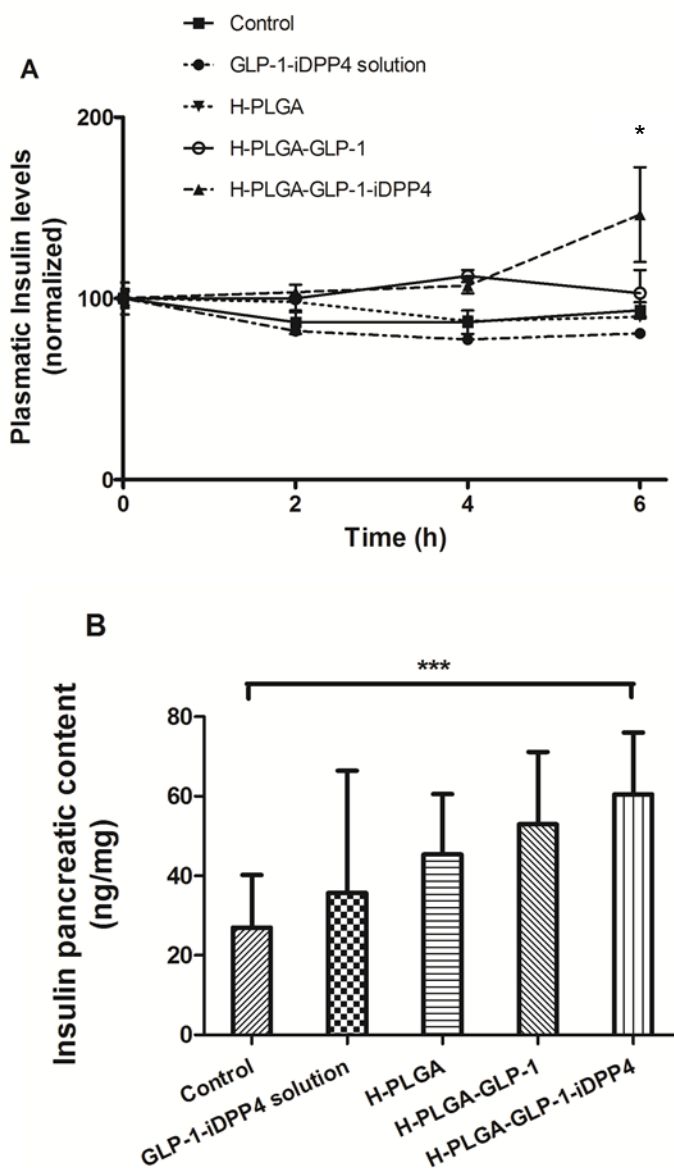 Control
GLP-1-iDPP4 solution
H-PLGA
H-PLGA-GLP-1
H-PLGA-GLP-1-iDPP4
A
200
100
0
Plasmatic Insulin levels
(normalized)
*
0 2 4 6
Time (h)
B
***
80
60
40
20
0
Insulin pancreatic content
(ng/mg)
Control
GLP-1-iDPP4 solution
H-PLGA
H-PLGA-GLP-1
H-PLGA-GLP-1-iDPP4